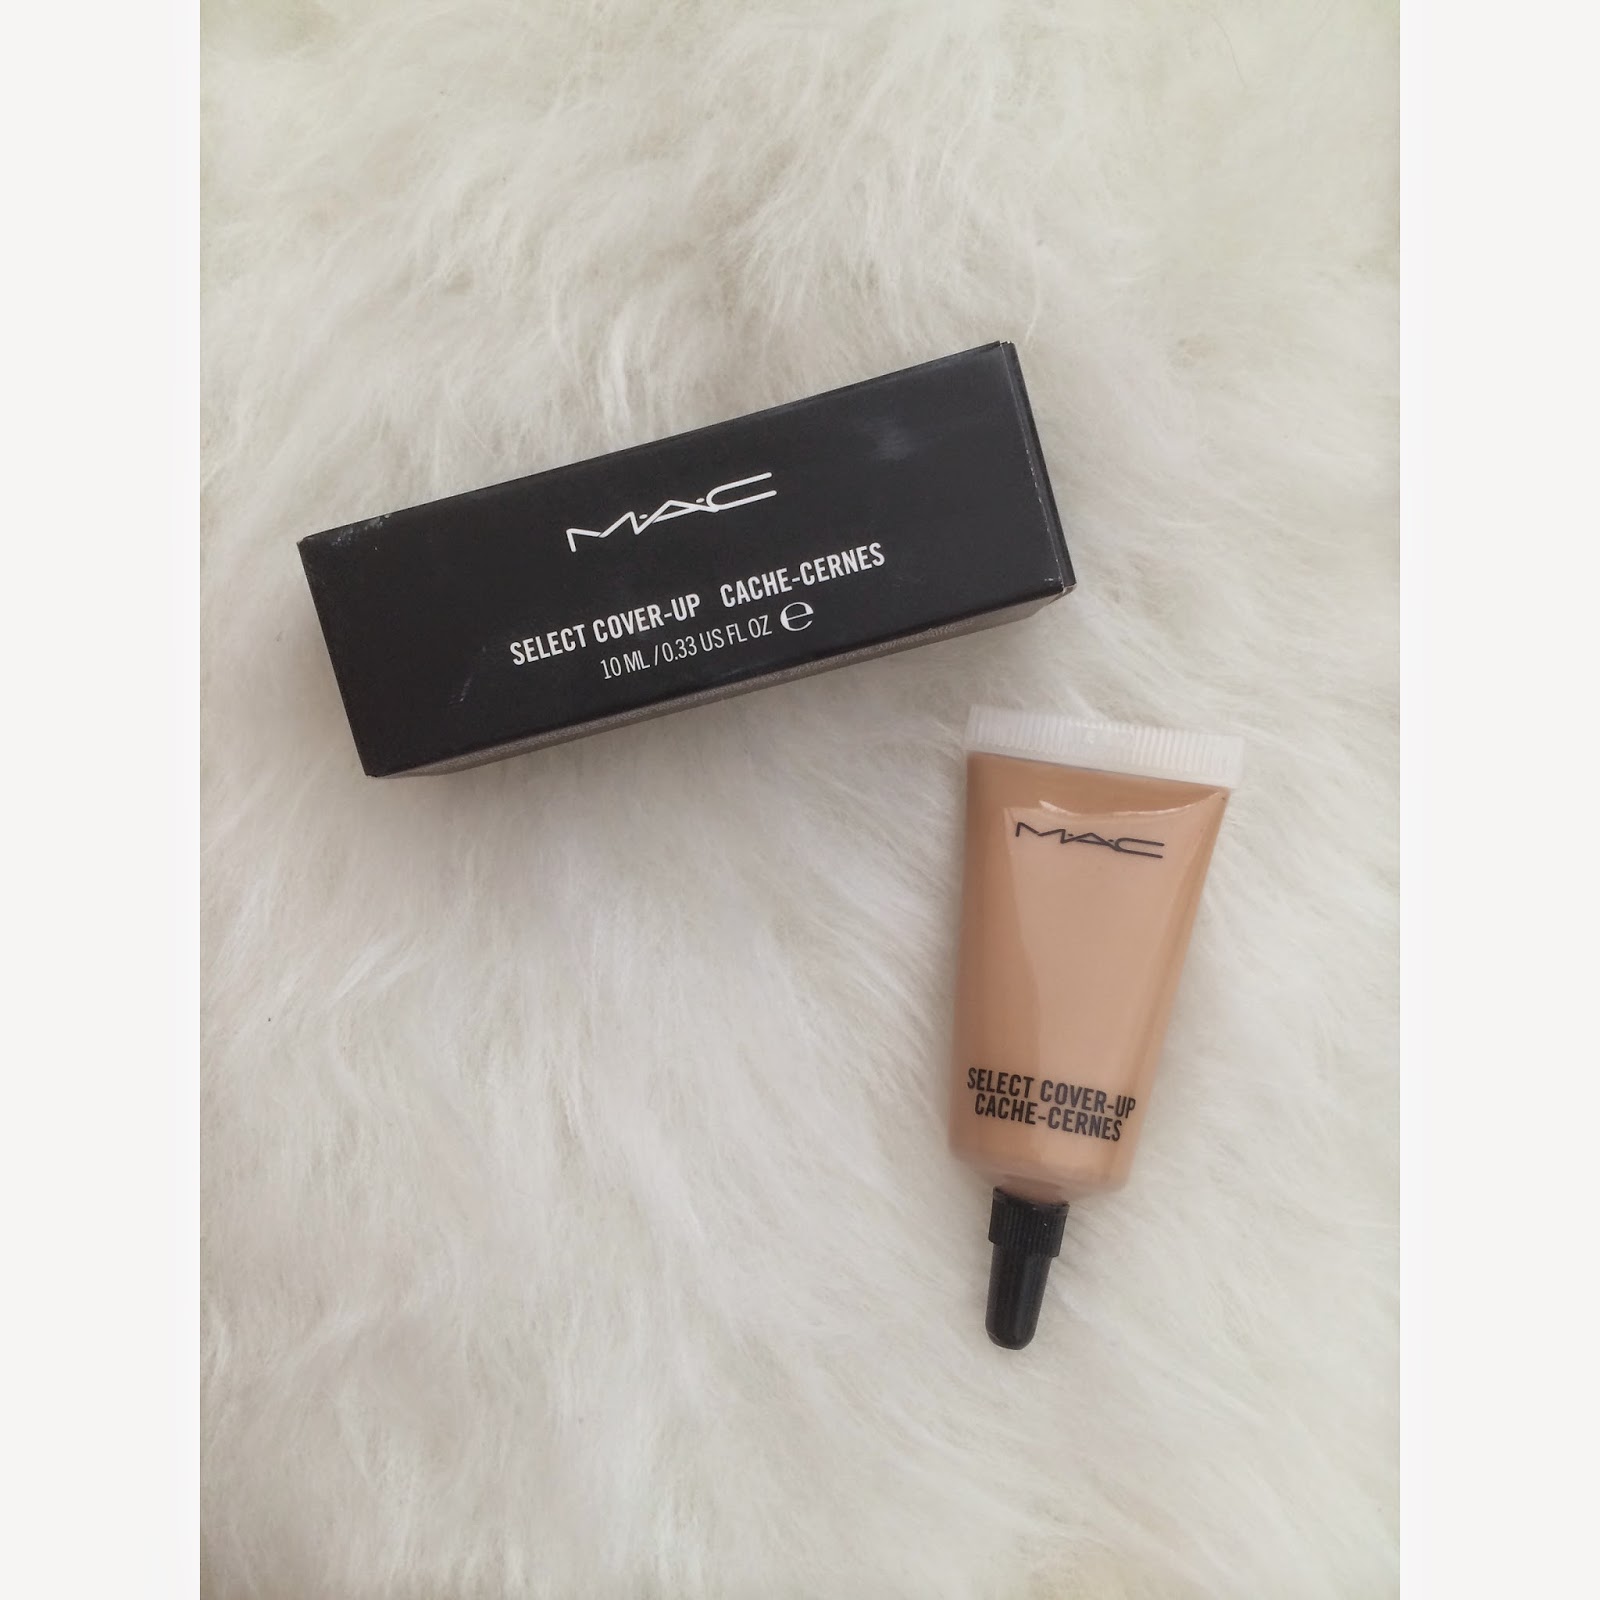 M·A·C
SELECT COVER-UP CACHE-CERNES
10 ML / 0.33 US FL OZ ℮
M·A·C
SELECT COVER-UP
CACHE-CERNES